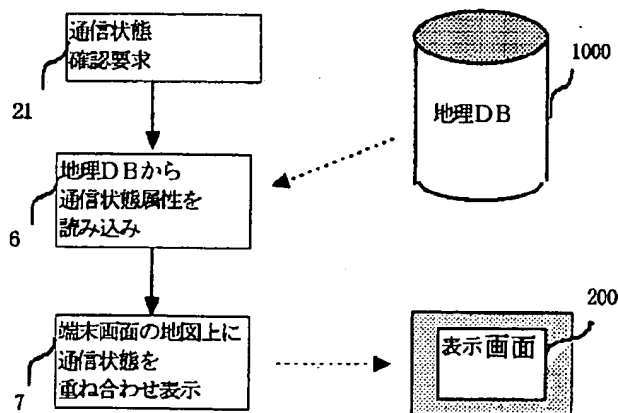 通信状態
確認要求
21
1000
地理DB
地理DBから
通信状態属性を
読み込み
6
200
端末画面の地図上に
通信状態を
重ね合わせ表示
7
表示画面